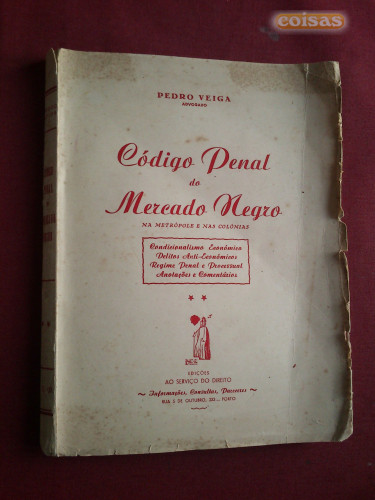 coisas
PEDRO VEIGA
ADVOGADO
Código Penal
do
Mercado Negro
NA METRÓPOLE E NAS COLÓNIAS
Condicionalismo Económico
Delitos Anti-Económicos
Regime Penal e Processual
Anotações e Comentários
EDIÇÕES
AO SERVIÇO DO DIREITO
~ Informações, Consultas, Pareceres ~
RUA 5 DE OUTUBRO,
PORTO